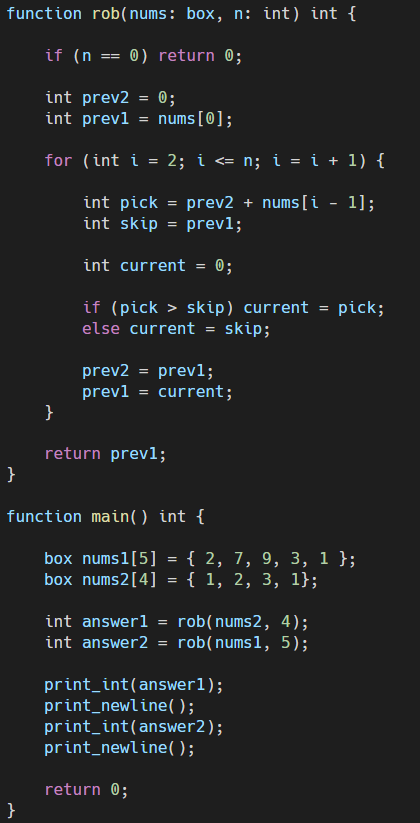 function rob(nums: box, n: int) int {
if (n == 0) return 0;
int prev2 = 0;
int prev1 = nums[0];
for (int i = 2; i <= n; i = i + 1) {
int pick = prev2 + nums[i - 1];
int skip = prev1;
int current = 0;
if (pick > skip) current = pick;
else current = skip;
prev2 = prev1;
prev1 = current;
}
return prev1;
}
function main() int {
box nums1[5] = { 2, 7, 9, 3, 1 };
box nums2[4] = { 1, 2, 3, 1};
int answer1 = rob(nums2, 4);
int answer2 = rob(nums1, 5);
print_int(answer1);
print_newline();
print_int(answer2);
print_newline();
return 0;
}